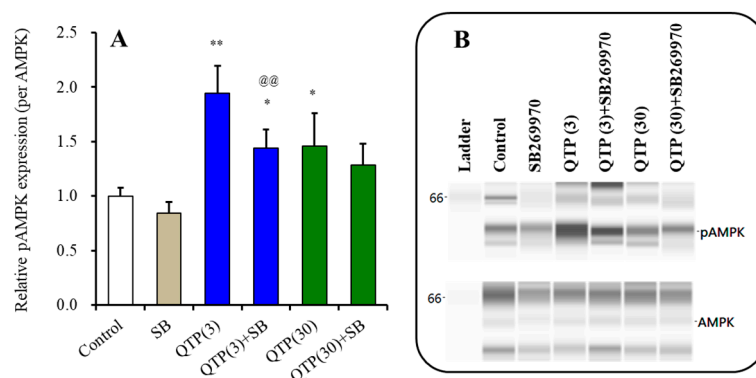 A
Relative pAMPK expression (per AMPK)
2.5
2.0
1.5
1.0
0.5
0.0
**
@@
*
*
Control
SB
QTP(3)
QTP(3)+SB
QTP(30)
QTP(30)+SB
B
Ladder
Control
SB269970
QTP (3)
QTP (3)+SB269970
QTP (30)
QTP (30)+SB269970
66-
-pAMPK
66-
-AMPK